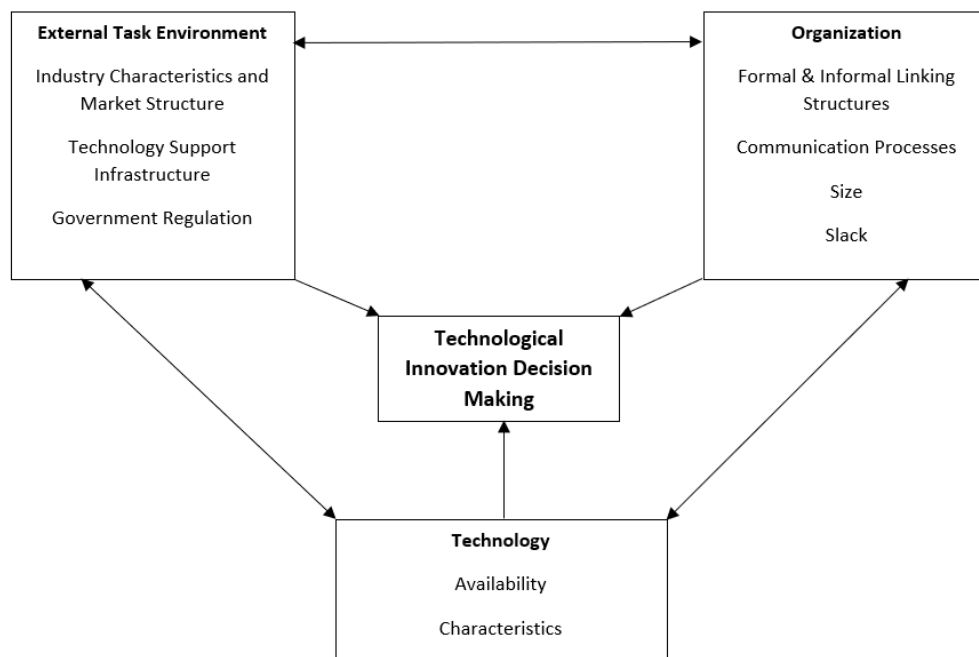 External Task Environment
Industry Characteristics and
Market Structure
Technology Support
Infrastructure
Government Regulation
Organization
Formal & Informal Linking
Structures
Communication Processes
Size
Slack
Technological
Innovation Decision
Making
Technology
Availability
Characteristics